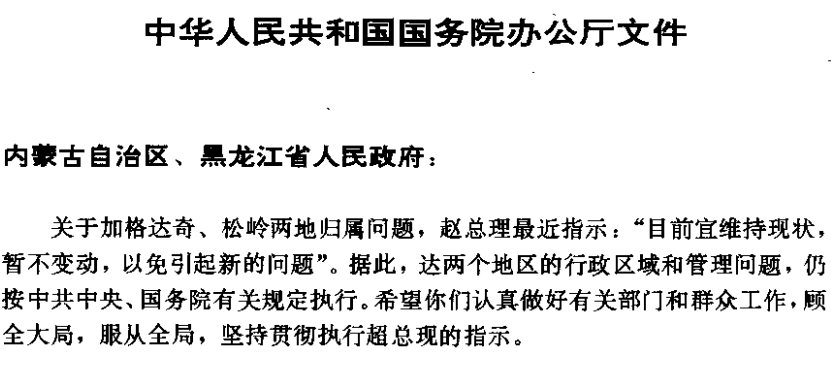 中华人民共和国国务院办公厅文件
内蒙古自治区、黑龙江省人民政府：
关于加格达奇、松岭两地归属问题，赵总理最近指示：“目前宜维持现状，
暂不变动，以免引起新的问题”。据此，达两个地区的行政区域和管理问题，仍
按中共中央、国务院有关规定执行。希望你们认真做好有关部门和群众工作，顾
全大局，服从全局，坚持贯彻执行超总现的指示。